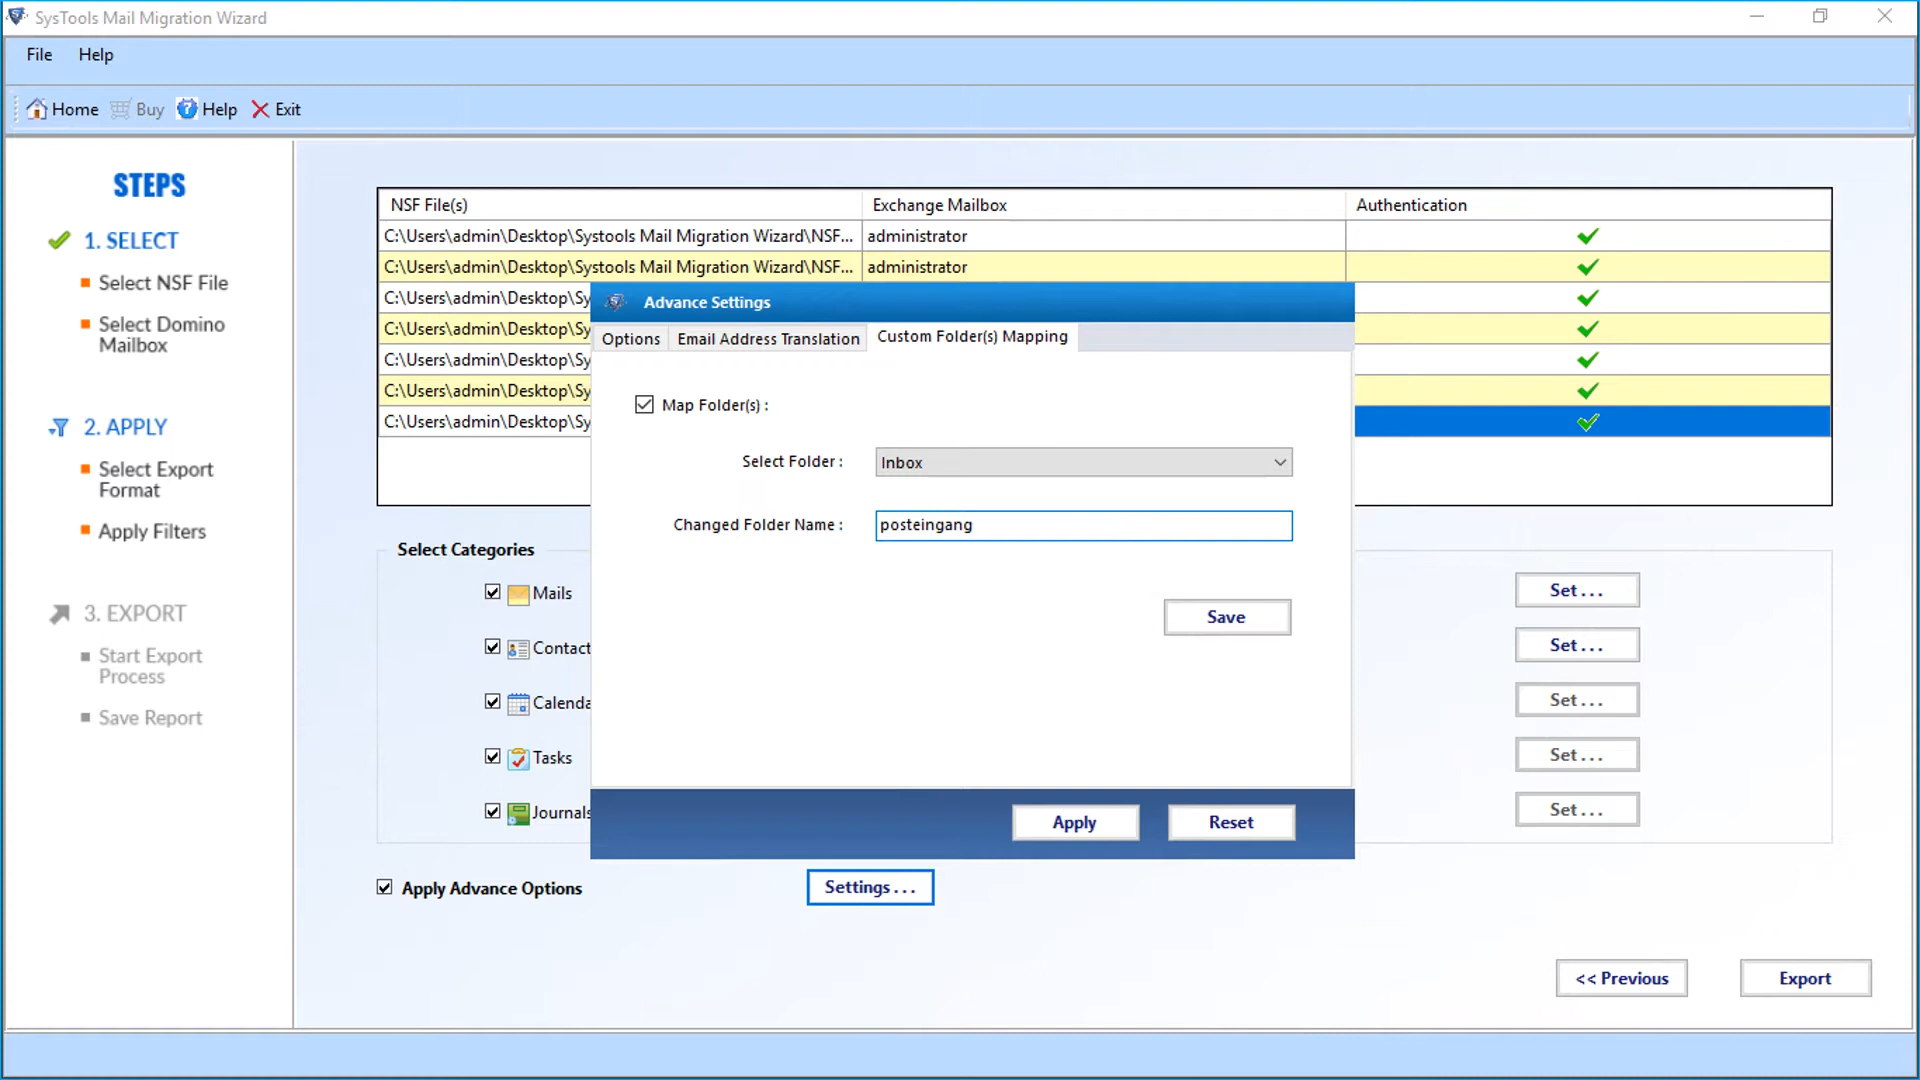 SysTools Mail Migration Wizard
File Help
Home Buy Help Exit
STEPS
1. SELECT
Select NSF File
Select Domino
Mailbox
2. APPLY
Select Export
Format
Apply Filters
3. EXPORT
Start Export
Process
Save Report
NSF File(s) Exchange Mailbox Authentication
C:\Users\admin\Desktop\Systools Mail Migration Wizard\NSF... administrator
C:\Users\admin\Desktop\Systools Mail Migration Wizard\NSF... administrator
C:\Users\admin\Desktop\Sy
C:\Users\admin\Desktop\Sy
C:\Users\admin\Desktop\Sy
C:\Users\admin\Desktop\Sy
C:\Users\admin\Desktop\Sy
Advance Settings
Options Email Address Translation Custom Folder(s) Mapping
Map Folder(s) :
Select Folder : Inbox
Changed Folder Name : posteingang
Save
Apply Reset
Select Categories
Mails Set . . .
Contact Set . . .
Calenda Set . . .
Tasks Set . . .
Journals Set . . .
Apply Advance Options Settings . . .
<< Previous Export